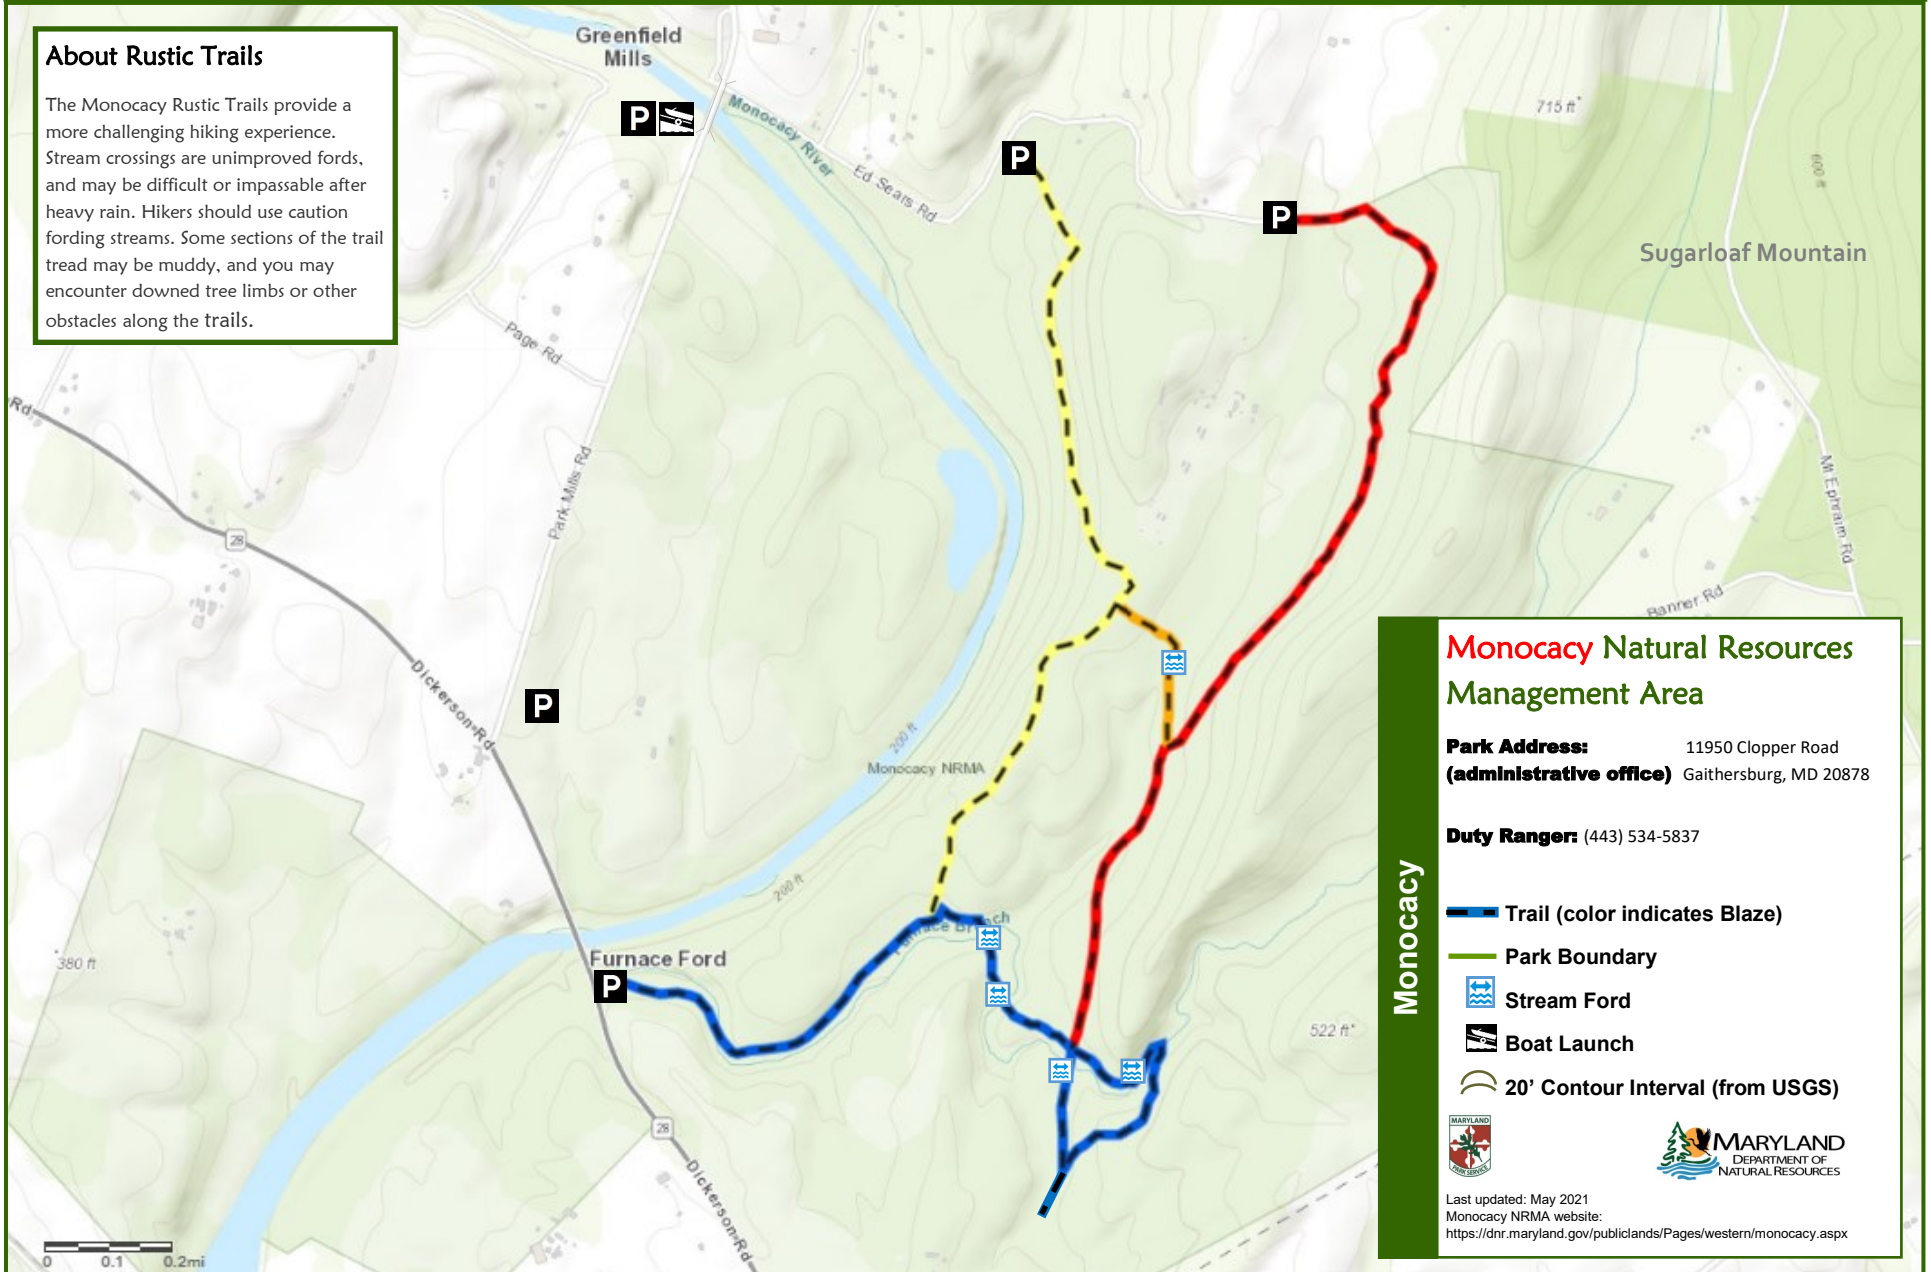 About Rustic Trails
The Monocacy Rustic Trails provide a
more challenging hiking experience.
Stream crossings are unimproved fords,
and may be difficult or impassable after
heavy rain. Hikers should use caution
fording streams. Some sections of the trail
tread may be muddy, and you may
encounter downed tree limbs or other
obstacles along the trails.
Greenfield
Mills
P
Monocacy River
Ed Sears Rd
P
P
715 ft
600 ft
Sugarloaf Mountain
Page Rd
Rd
28
Park Mills Rd
Mt Ephraim Rd
Banner Rd
Dickerson Rd
P
200 ft
Monocacy NRMA
200 ft
380 ft
Furnace Ford
P
522 ft
28
Dickerson Rd
0 0.1 0.2mi
Monocacy
Monocacy Natural Resources
Management Area
Park Address: 11950 Clopper Road
(administrative office) Gaithersburg, MD 20878
Duty Ranger: (443) 534-5837
Trail (color indicates Blaze)
Park Boundary
Stream Ford
Boat Launch
20' Contour Interval (from USGS)
MARYLAND
PARK SERVICE
MARYLAND
DEPARTMENT OF
NATURAL RESOURCES
Last updated: May 2021
Monocacy NRMA website:
https://dnr.maryland.gov/publiclands/Pages/western/monocacy.aspx